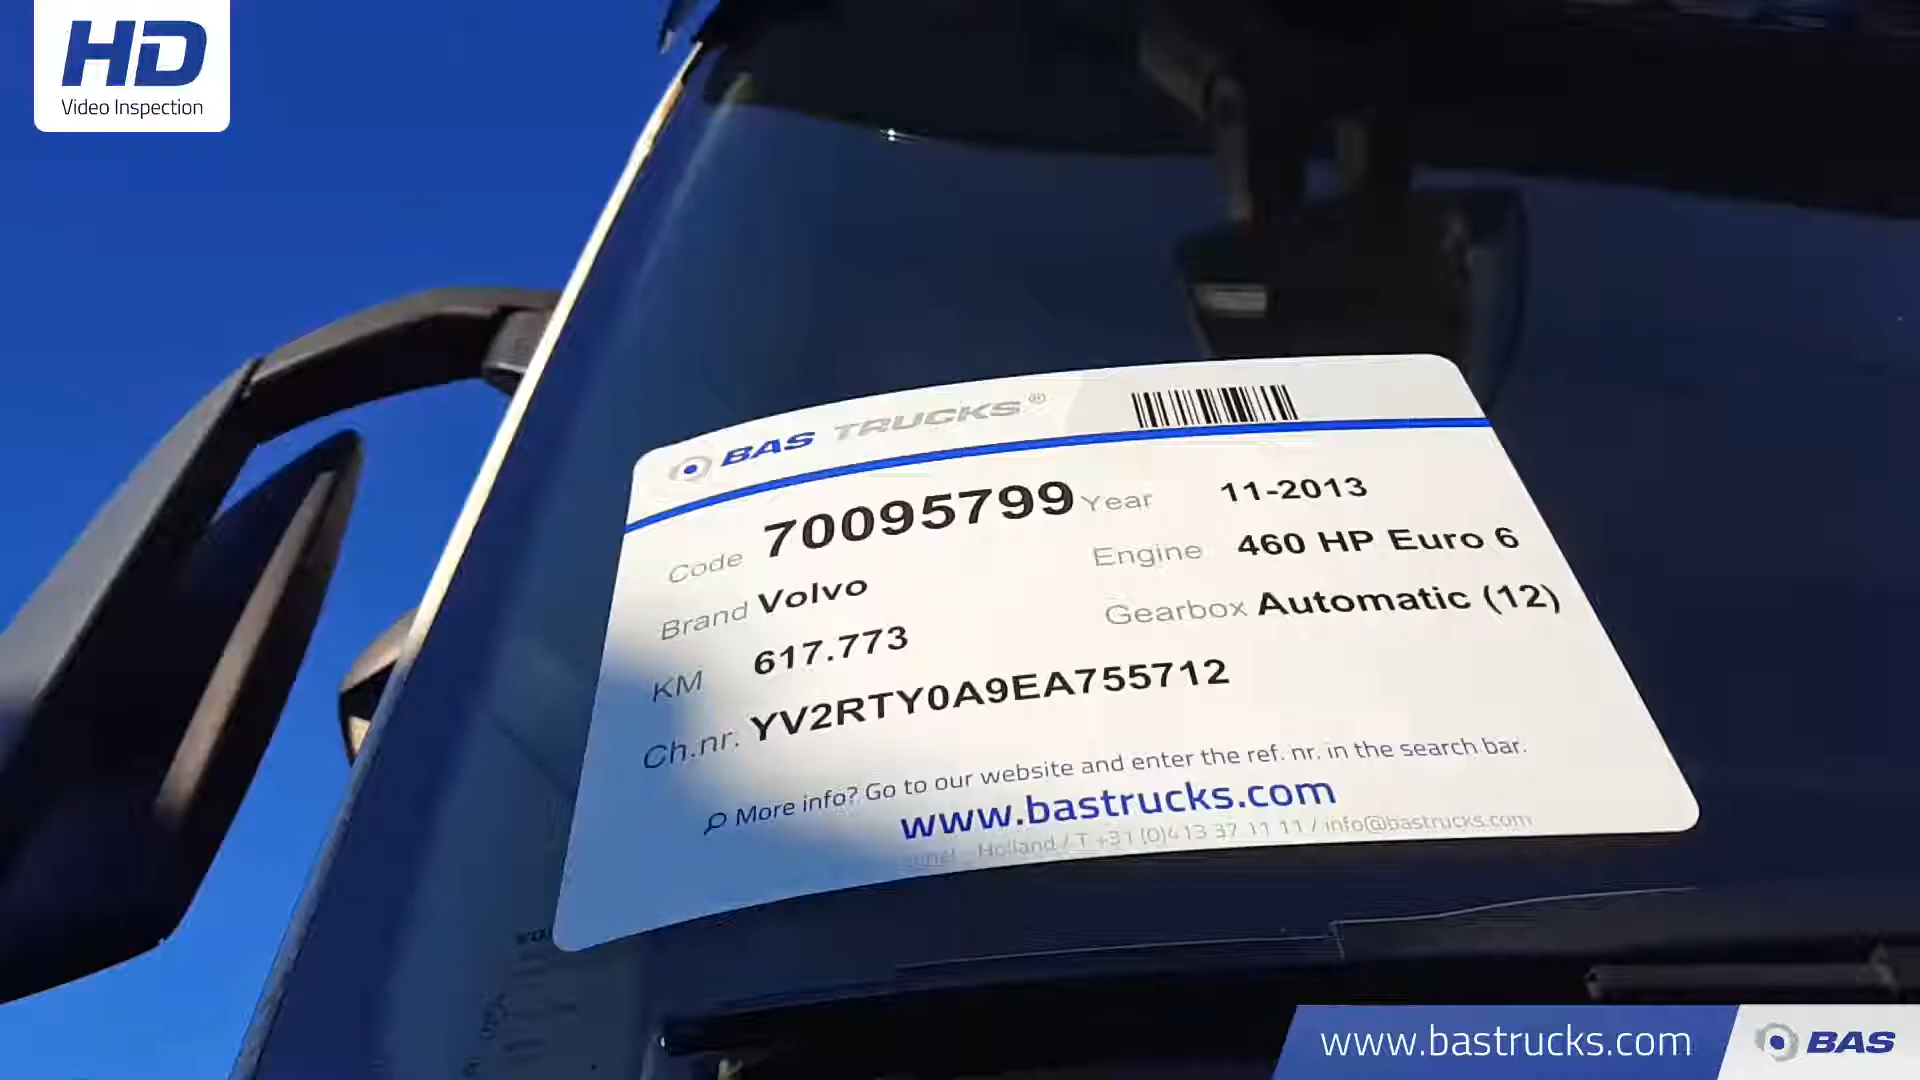 HD
Video Inspection
BAS TRUCKS®
Code 70095799 Year 11-2013
Brand Volvo Engine 460 HP Euro 6
KM 617.773 Gearbox Automatic (12)
Ch.nr. YV2RTY0A9EA755712
More info? Go to our website and enter the ref. nr. in the search bar.
www.bastrucks.com
- Holland / T +31 (0)413 37 11 11 / info@bastrucks.com
www.bastrucks.com BAS